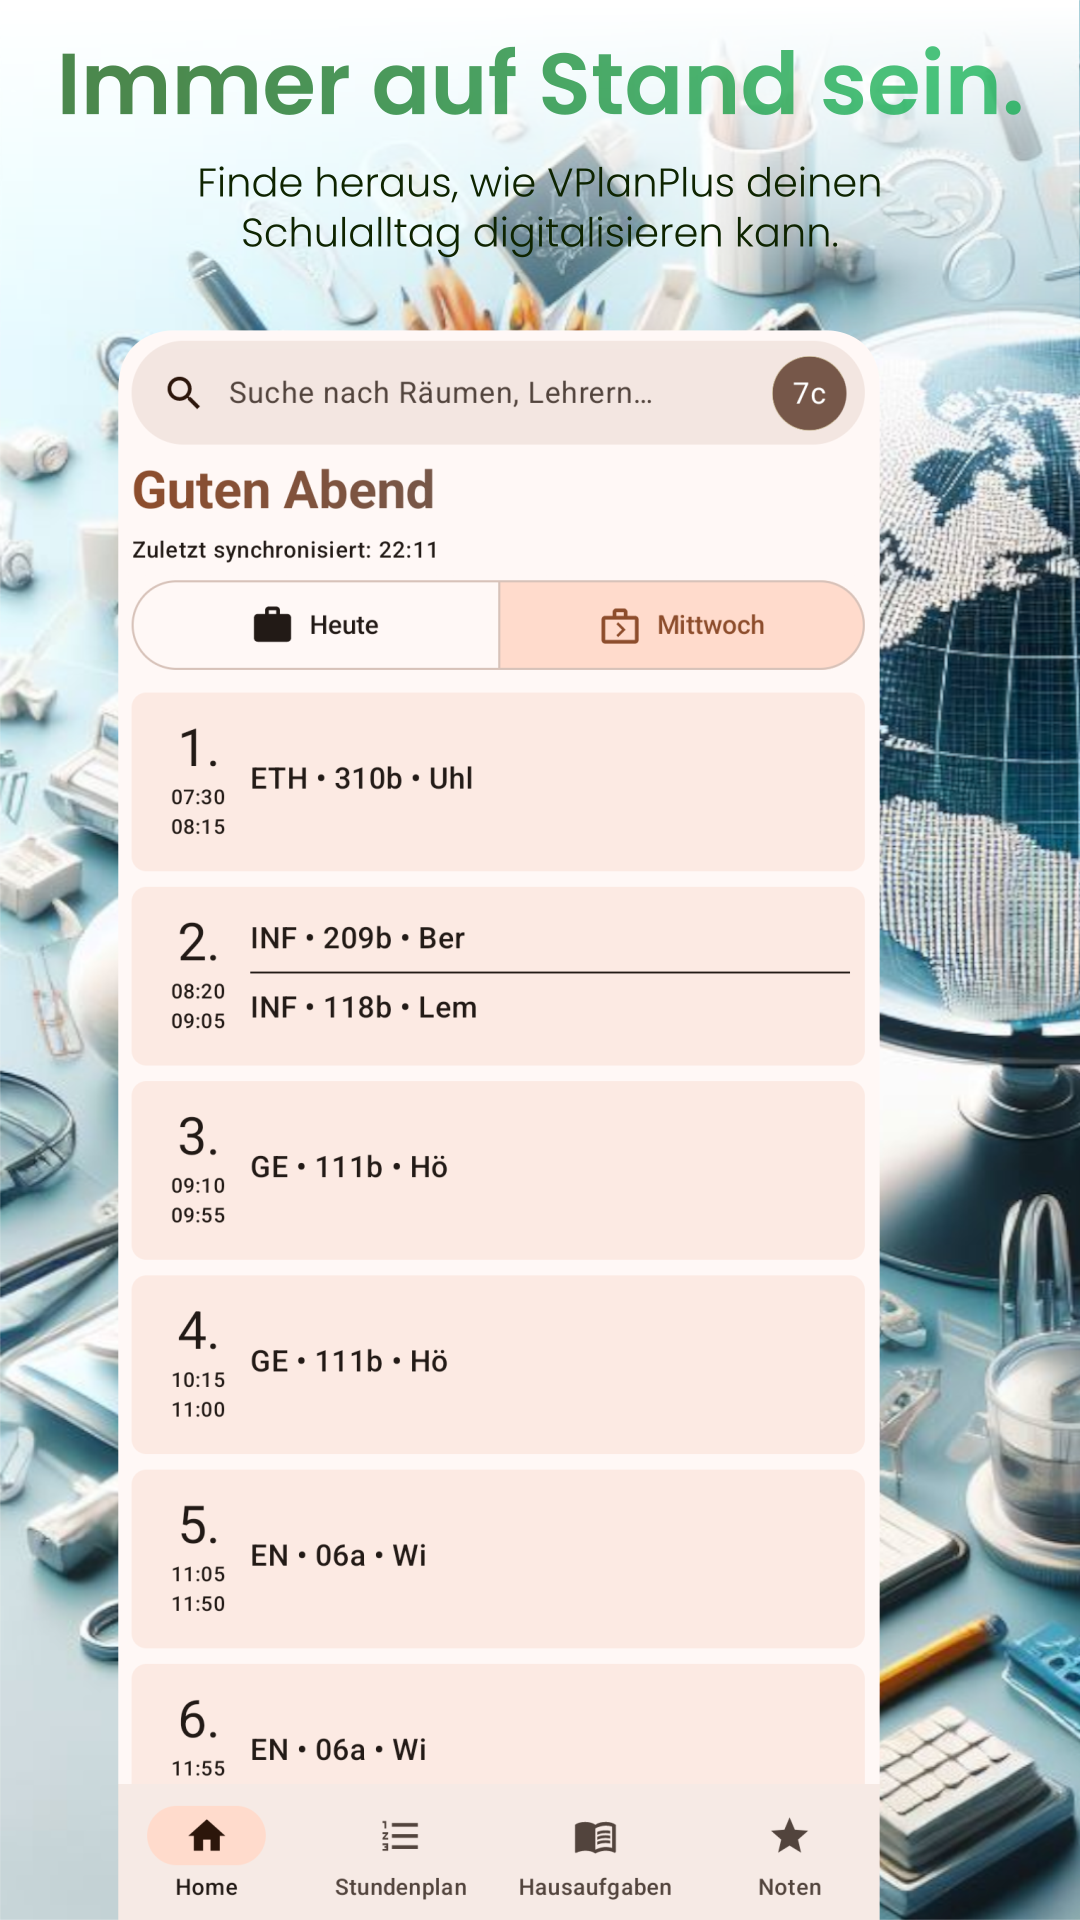 Immer auf Stand sein.
Finde heraus, wie VPlanPlus deinen
Schulalltag digitalisieren kann.
Suche nach Räumen, Lehrern...
7c
Guten Abend
Zuletzt synchronisiert: 22:11
Heute
Mittwoch
1.
07:30
08:15
ETH • 310b • Uhl
2.
08:20
09:05
INF • 209b • Ber
INF • 118b • Lem
3.
09:10
09:55
GE • 111b • Hö
4.
10:15
11:00
GE • 111b • Hö
5.
11:05
11:50
EN • 06a • Wi
6.
11:55
EN • 06a • Wi
Home
Stundenplan
Hausaufgaben
Noten